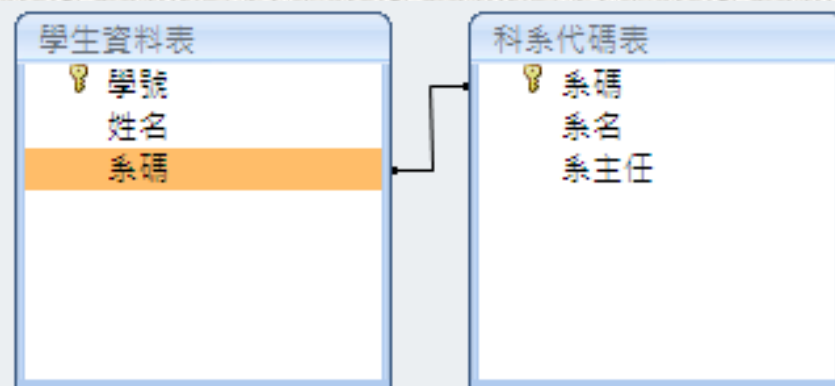 學生資料表
學號
姓名
系碼
科系代碼表
系碼
系名
系主任